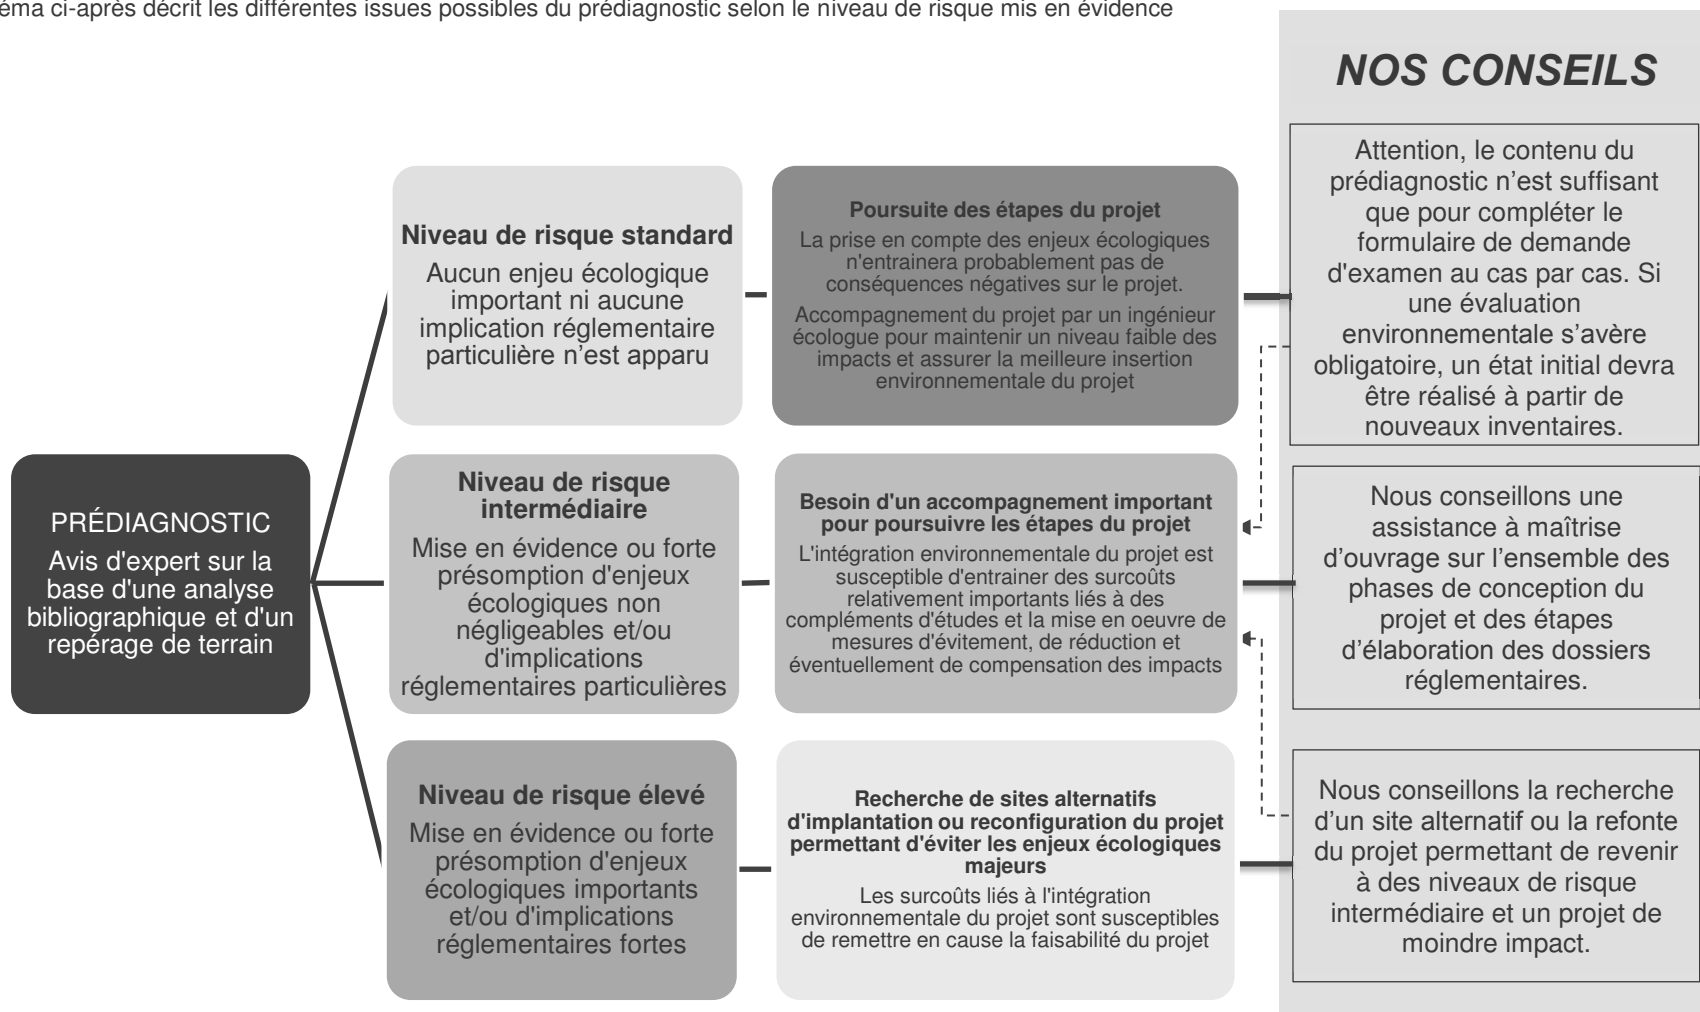 éma ci-après décrit les différentes issues possibles du prédiagnostic selon le niveau de risque mis en évidence
NOS CONSEILS
PRÉDIAGNOSTIC
Avis d'expert sur la
base d'une analyse
bibliographique et d'un
repérage de terrain
Niveau de risque standard
Aucun enjeu écologique
important ni aucune
implication réglementaire
particulière n’est apparu
Poursuite des étapes du projet
La prise en compte des enjeux écologiques
n'entrainera probablement pas de
conséquences négatives sur le projet.
Accompagnement du projet par un ingénieur
écologue pour maintenir un niveau faible des
impacts et assurer la meilleure insertion
environnementale du projet
Attention, le contenu du
prédiagnostic n’est suffisant
que pour compléter le
formulaire de demande
d'examen au cas par cas. Si
une évaluation
environnementale s’avère
obligatoire, un état initial devra
être réalisé à partir de
nouveaux inventaires.
Niveau de risque
intermédiaire
Mise en évidence ou forte
présomption d'enjeux
écologiques non
négligeables et/ou
d'implications
réglementaires particulières
Besoin d'un accompagnement important
pour poursuivre les étapes du projet
L'intégration environnementale du projet est
susceptible d'entrainer des surcoûts
relativement importants liés à des
compléments d'études et la mise en oeuvre de
mesures d'évitement, de réduction et
éventuellement de compensation des impacts
Nous conseillons une
assistance à maîtrise
d’ouvrage sur l’ensemble des
phases de conception du
projet et des étapes
d’élaboration des dossiers
réglementaires.
Niveau de risque élevé
Mise en évidence ou forte
présomption d'enjeux
écologiques importants
et/ou d'implications
réglementaires fortes
Recherche de sites alternatifs
d'implantation ou reconfiguration du projet
permettant d'éviter les enjeux écologiques
majeurs
Les surcoûts liés à l'intégration
environnementale du projet sont susceptibles
de remettre en cause la faisabilité du projet
Nous conseillons la recherche
d’un site alternatif ou la refonte
du projet permettant de revenir
à des niveaux de risque
intermédiaire et un projet de
moindre impact.